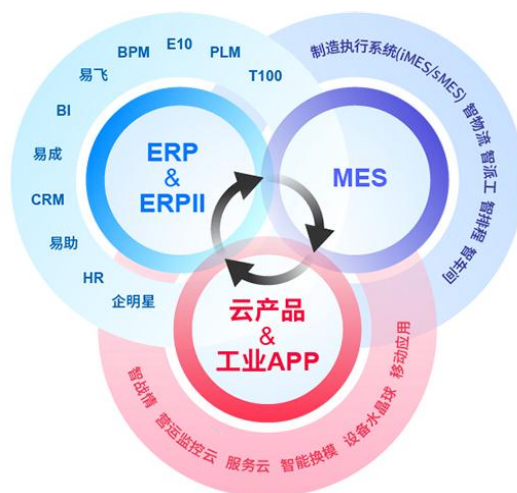 E10
PLM
BPM
T100
易飞
BI
易成
CRM
易助
HR
企明星
ERP
&
ERPII
制造执行系统(iMES/sMES)
智物流
智派工
智排程
智车间
MES
云产品
&
工业APP
智战情
营运监控云
服务云
智能换模
设备水晶球
移动应用